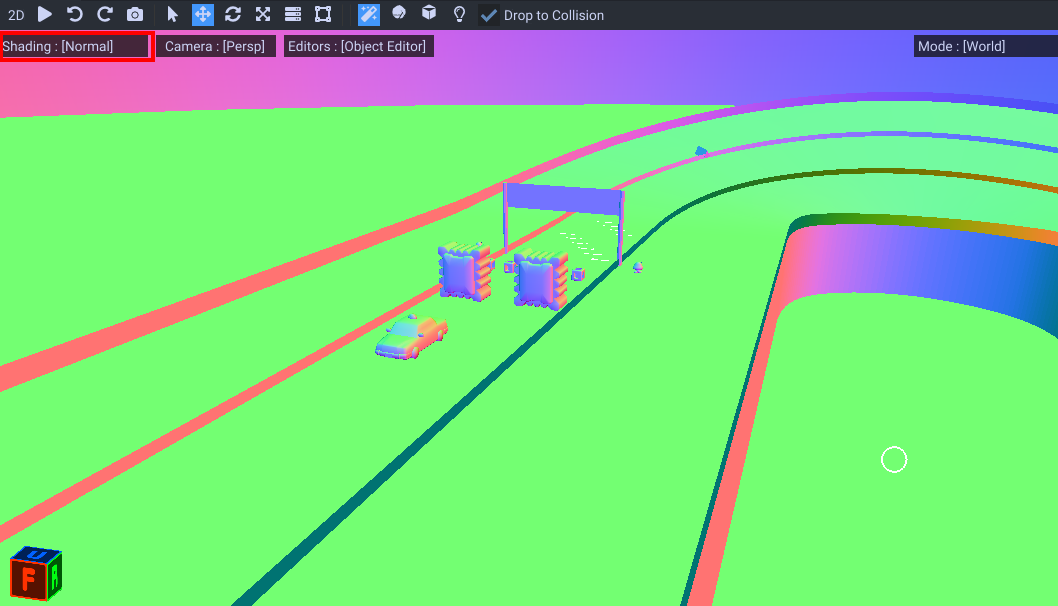 2D Drop to Collision
Shading : [Normal] Camera : [Persp] Editors : [Object Editor] Mode : [World]
U
F R